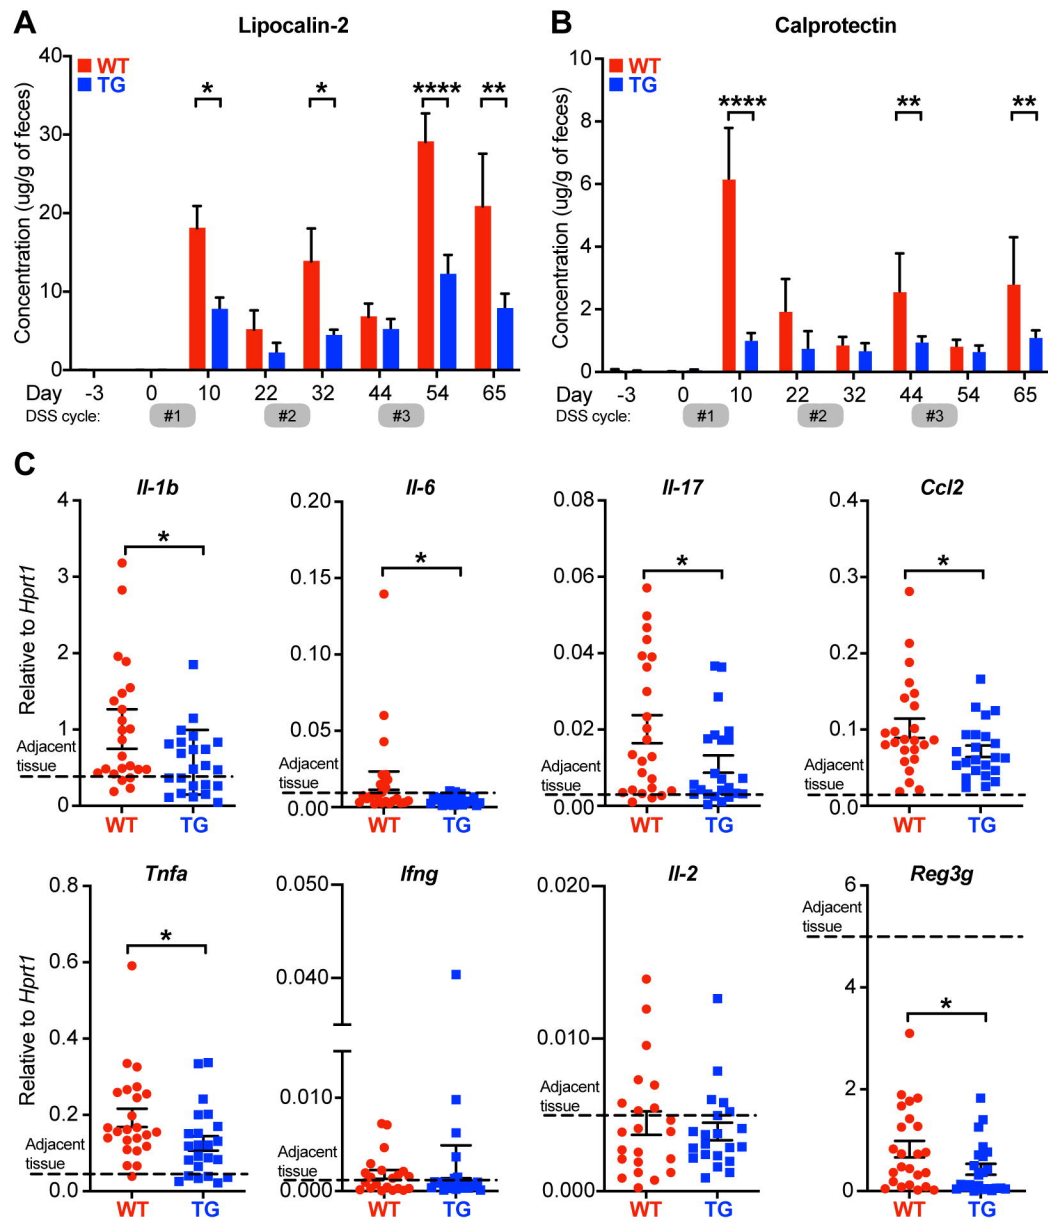 A
Lipocalin-2
WT
TG
Concentration (ug/g of feces)
40
30
20
10
0
* * **** **
Day -3 0 10 22 32 44 54 65
DSS cycle: #1 #2 #3
B
Calprotectin
WT
TG
Concentration (ug/g of feces)
10
8
6
4
2
0
**** ** **
Day -3 0 10 22 32 44 54 65
DSS cycle: #1 #2 #3
C
Il-1b
Relative to Hprt1
4
3
2
1
0
*
Adjacent
tissue
WT TG
Il-6
0.20
0.15
0.10
0.05
0.00
*
Adjacent
tissue
WT TG
Il-17
0.08
0.06
0.04
0.02
0.0
*
Adjacent
tissue
WT TG
Ccl2
0.4
0.3
0.2
0.1
0.0
*
Adjacent
tissue
WT TG
Tnfa
Relative to Hprt1
0.8
0.6
0.4
0.2
0.0
*
Adjacent
tissue
WT TG
Ifng
0.050
0.040
0.010
0.000
Adjacent
tissue
WT TG
Il-2
0.020
0.010
0.000
Adjacent
tissue
WT TG
Reg3g
6
4
2
0
Adjacent
tissue
*
WT TG